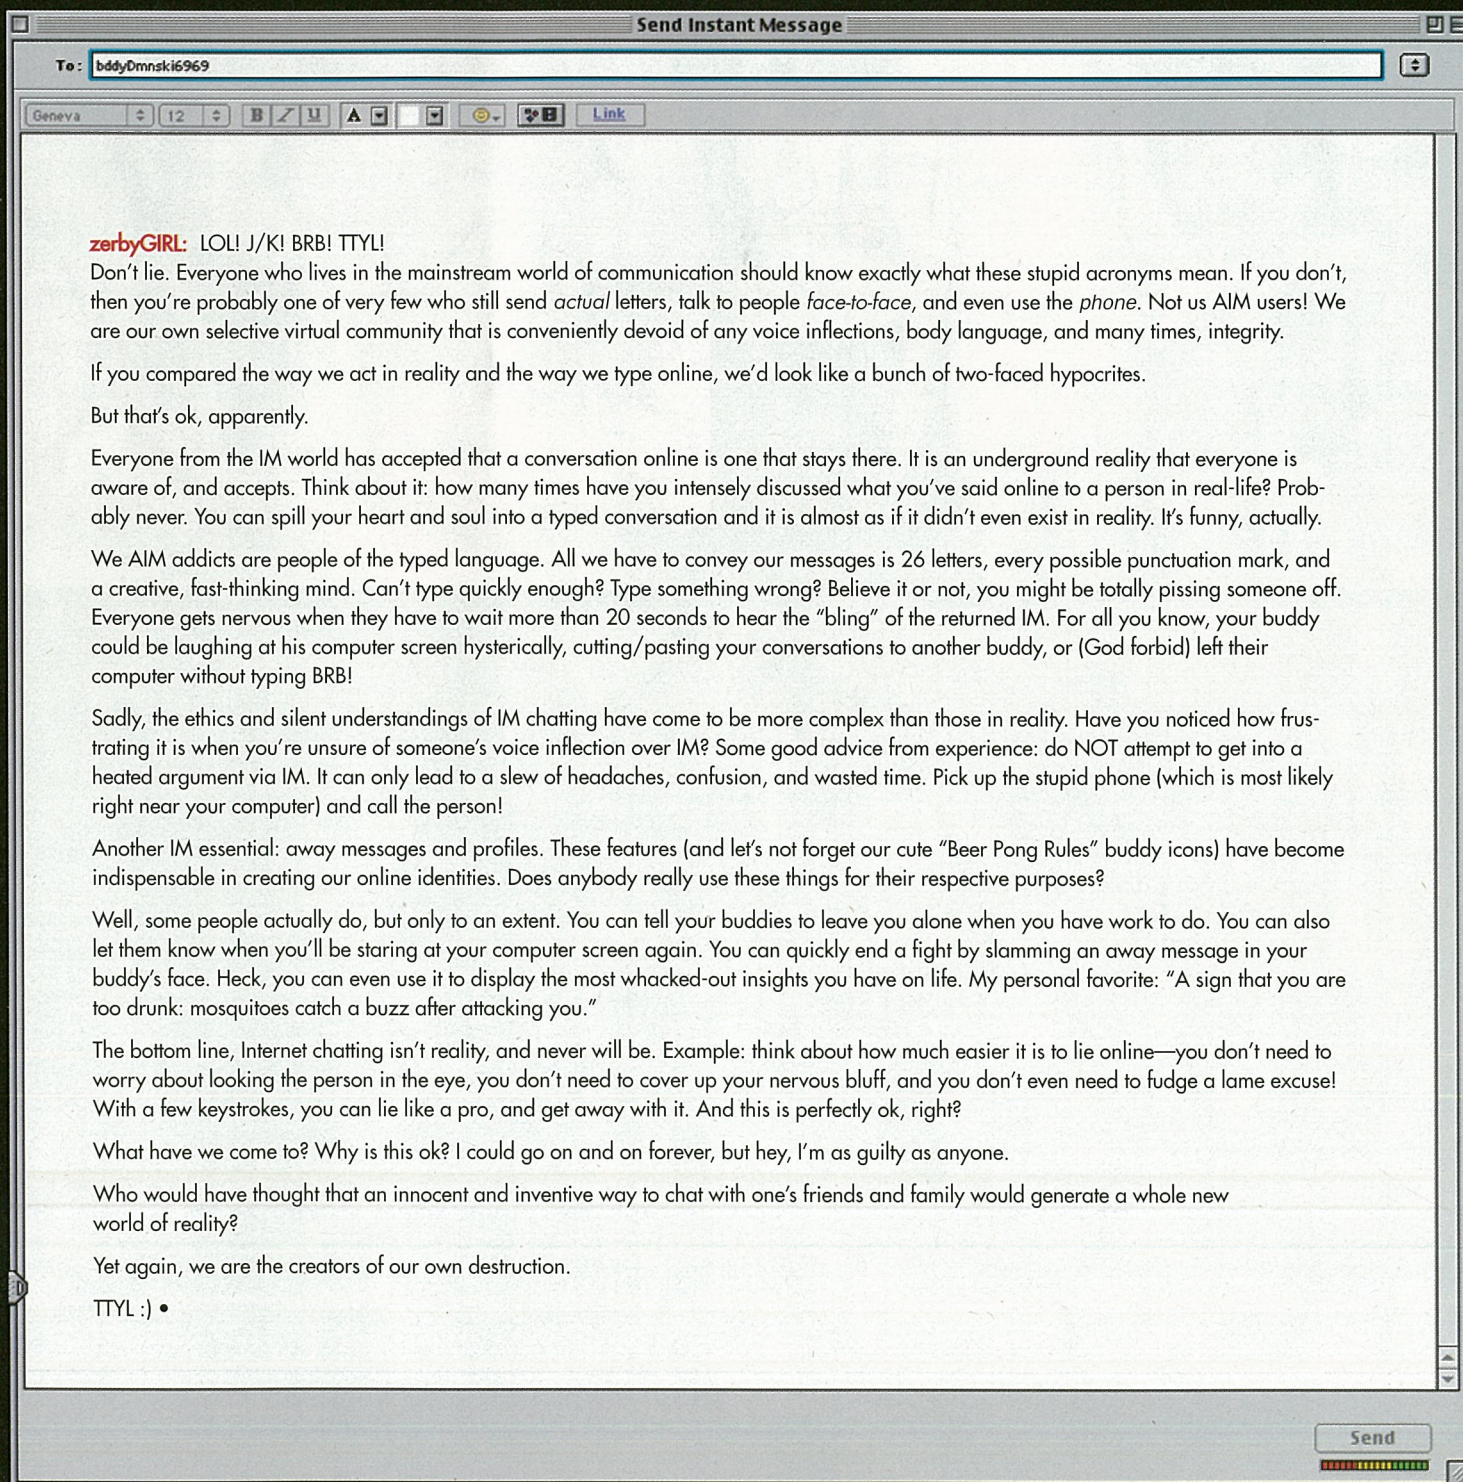 Send Instant Message
To: bddyDmnski6969
Geneva 12 B I U A Link
zerbyGIRL: LOL! J/K! BRB! TTYL!
Don't lie. Everyone who lives in the mainstream world of communication should know exactly what these stupid acronyms mean. If you don't,
then you're probably one of very few who still send actual letters, talk to people face-to-face, and even use the phone. Not us AIM users! We
are our own selective virtual community that is conveniently devoid of any voice inflections, body language, and many times, integrity.
If you compared the way we act in reality and the way we type online, we'd look like a bunch of two-faced hypocrites.
But that's ok, apparently.
Everyone from the IM world has accepted that a conversation online is one that stays there. It is an underground reality that everyone is
aware of, and accepts. Think about it: how many times have you intensely discussed what you've said online to a person in real-life? Prob-
ably never. You can spill your heart and soul into a typed conversation and it is almost as if it didn't even exist in reality. It's funny, actually.
We AIM addicts are people of the typed language. All we have to convey our messages is 26 letters, every possible punctuation mark, and
a creative, fast-thinking mind. Can't type quickly enough? Type something wrong? Believe it or not, you might be totally pissing someone off.
Everyone gets nervous when they have to wait more than 20 seconds to hear the "bling" of the returned IM. For all you know, your buddy
could be laughing at his computer screen hysterically, cutting/pasting your conversations to another buddy, or (God forbid) left their
computer without typing BRB!
Sadly, the ethics and silent understandings of IM chatting have come to be more complex than those in reality. Have you noticed how frus-
trating it is when you're unsure of someone's voice inflection over IM? Some good advice from experience: do NOT attempt to get into a
heated argument via IM. It can only lead to a slew of headaches, confusion, and wasted time. Pick up the stupid phone (which is most likely
right near your computer) and call the person!
Another IM essential: away messages and profiles. These features (and let's not forget our cute "Beer Pong Rules" buddy icons) have become
indispensable in creating our online identities. Does anybody really use these things for their respective purposes?
Well, some people actually do, but only to an extent. You can tell your buddies to leave you alone when you have work to do. You can also
let them know when you'll be staring at your computer screen again. You can quickly end a fight by slamming an away message in your
buddy's face. Heck, you can even use it to display the most whacked-out insights you have on life. My personal favorite: "A sign that you are
too drunk: mosquitoes catch a buzz after attacking you."
The bottom line, Internet chatting isn't reality, and never will be. Example: think about how much easier it is to lie online—you don't need to
worry about looking the person in the eye, you don't need to cover up your nervous bluff, and you don't even need to fudge a lame excuse!
With a few keystrokes, you can lie like a pro, and get away with it. And this is perfectly ok, right?
What have we come to? Why is this ok? I could go on and on forever, but hey, I'm as guilty as anyone.
Who would have thought that an innocent and inventive way to chat with one's friends and family would generate a whole new
world of reality?
Yet again, we are the creators of our own destruction.
TTYL :) •
Send